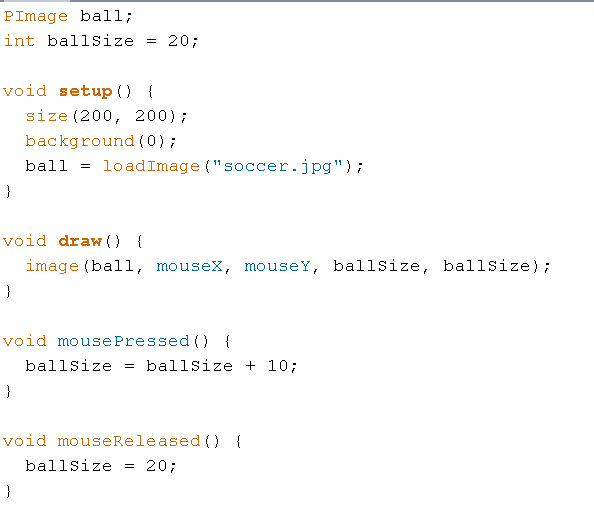 PImage ball;
int ballSize = 20;

void setup() {
  size(200, 200);
  background(0);
  ball = loadImage("soccer.jpg");
}

void draw() {
  image(ball, mouseX, mouseY, ballSize, ballSize);
}

void mousePressed() {
  ballSize = ballSize + 10;
}

void mouseReleased() {
  ballSize = 20;
}